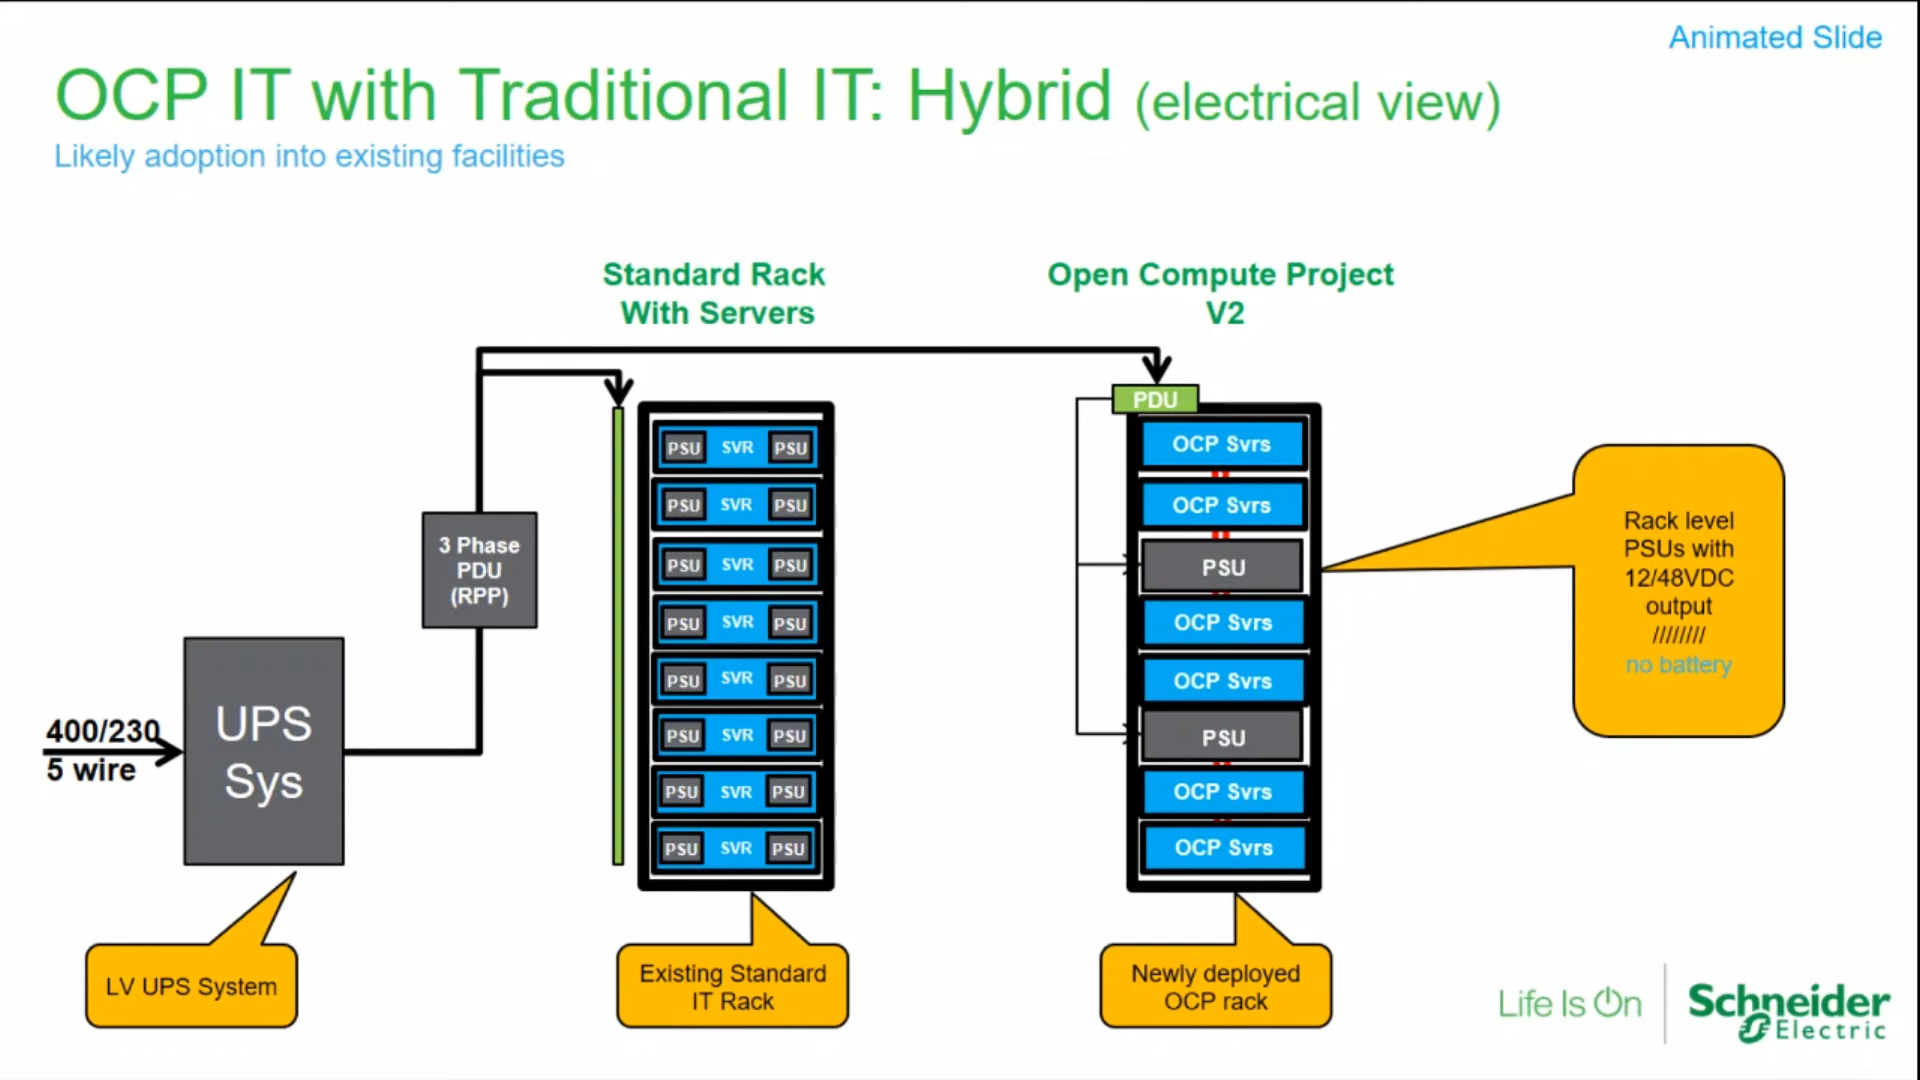 Animated Slide
OCP IT with Traditional IT: Hybrid (electrical view)
Likely adoption into existing facilities
Standard Rack
With Servers
Open Compute Project
V2
PDU
PSU SVR PSU
PSU SVR PSU
PSU SVR PSU
PSU SVR PSU
PSU SVR PSU
PSU SVR PSU
PSU SVR PSU
PSU SVR PSU
OCP Svrs
OCP Svrs
PSU
OCP Svrs
OCP Svrs
PSU
OCP Svrs
OCP Svrs
Rack level
PSUs with
12/48VDC
output
////////
no battery
3 Phase
PDU
(RPP)
UPS
Sys
400/230
5 wire
LV UPS System
Existing Standard
IT Rack
Newly deployed
OCP rack
Life Is On
Schneider
Electric